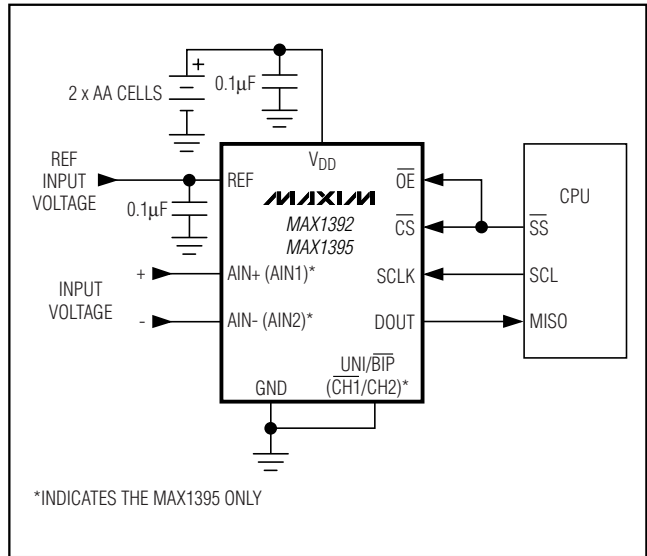 +
2 x AA CELLS
0.1μF
VDD
REF
INPUT
VOLTAGE
0.1μF
REF
MAXIM
MAX1392
MAX1395
OE
CS
SCLK
DOUT
CPU
SS
SCL
MISO
INPUT
VOLTAGE
+
-
AIN+ (AIN1)*
AIN- (AIN2)*
UNI/BIP
(CH1/CH2)*
GND
*INDICATES THE MAX1395 ONLY